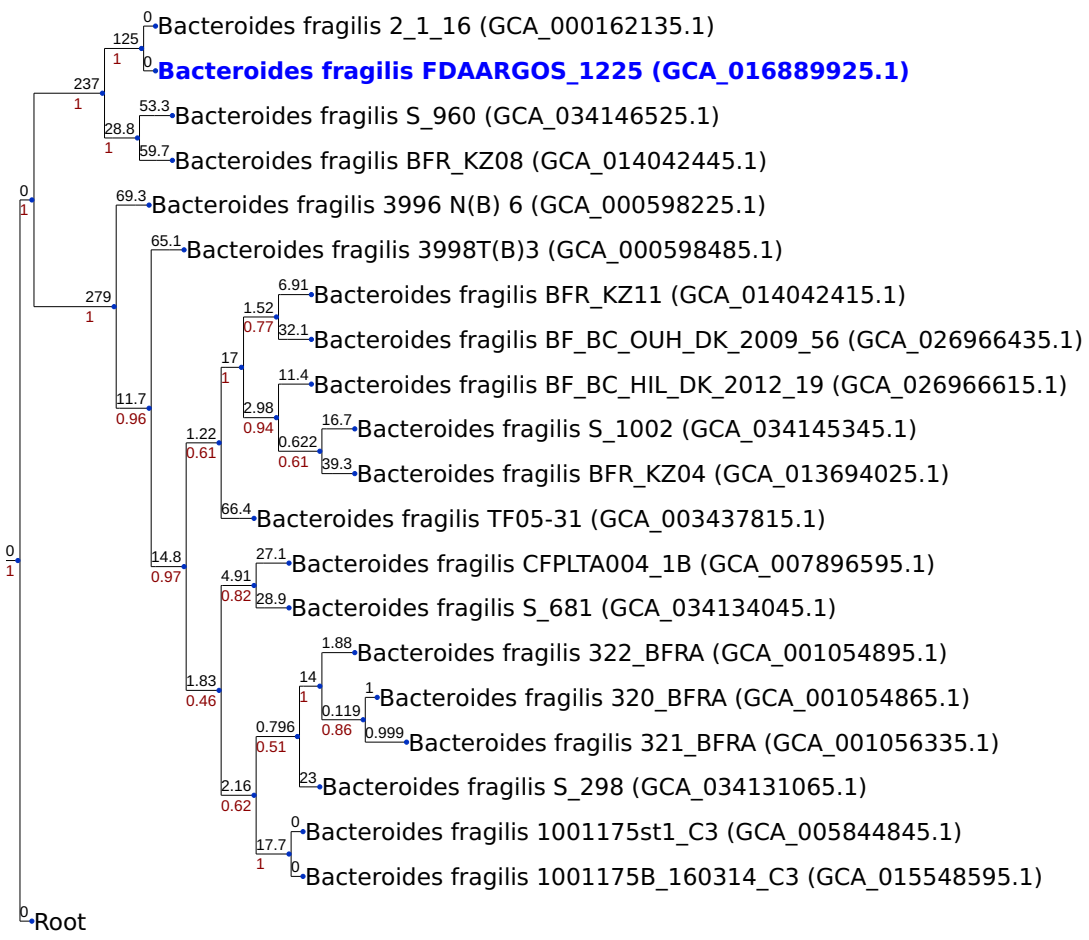 0
Bacteroides fragilis 2_1_16 (GCA_000162135.1)
125
1
0
Bacteroides fragilis FDAARGOS_1225 (GCA_016889925.1)
237
1
53.3
Bacteroides fragilis S_960 (GCA_034146525.1)
28.8
1
59.7
Bacteroides fragilis BFR_KZ08 (GCA_014042445.1)
0
1
69.3
Bacteroides fragilis 3996 N(B) 6 (GCA_000598225.1)
65.1
Bacteroides fragilis 3998T(B)3 (GCA_000598485.1)
279
1
6.91
Bacteroides fragilis BFR_KZ11 (GCA_014042415.1)
1.52
0.77
32.1
Bacteroides fragilis BF_BC_OUH_DK_2009_56 (GCA_026966435.1)
17
1
11.4
Bacteroides fragilis BF_BC_HIL_DK_2012_19 (GCA_026966615.1)
11.7
0.96
2.98
0.94
16.7
Bacteroides fragilis S_1002 (GCA_034145345.1)
1.22
0.61
0.622
0.61
39.3
Bacteroides fragilis BFR_KZ04 (GCA_013694025.1)
66.4
Bacteroides fragilis TF05-31 (GCA_003437815.1)
0
1
14.8
0.97
27.1
Bacteroides fragilis CFPLTA004_1B (GCA_007896595.1)
4.91
0.82
28.9
Bacteroides fragilis S_681 (GCA_034134045.1)
1.88
Bacteroides fragilis 322_BFRA (GCA_001054895.1)
1.83
0.46
14
1
1
Bacteroides fragilis 320_BFRA (GCA_001054865.1)
0.119
0.86
0.999
Bacteroides fragilis 321_BFRA (GCA_001056335.1)
0.796
0.51
23
Bacteroides fragilis S_298 (GCA_034131065.1)
2.16
0.62
0
Bacteroides fragilis 1001175st1_C3 (GCA_005844845.1)
17.7
1
0
Bacteroides fragilis 1001175B_160314_C3 (GCA_015548595.1)
0
Root